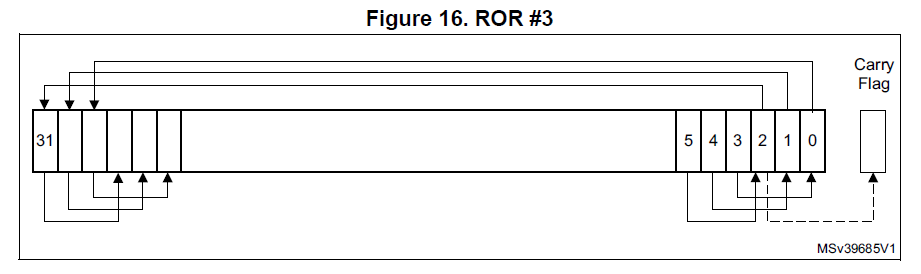 Figure 16. ROR #3
Carry
Flag
31 5 4 3 2 1 0
MSv39685V1